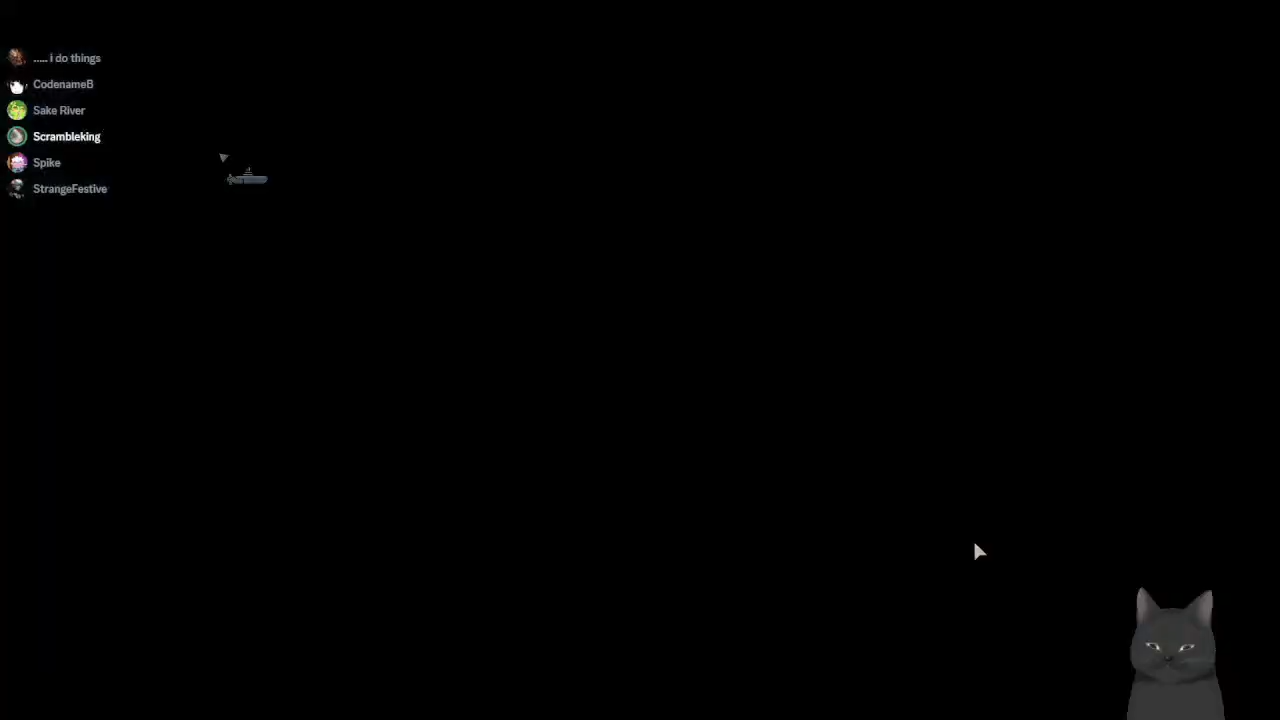 ..... i do things
CodenameB
Sake River
Scrambleking
Spike
StrangeFestive